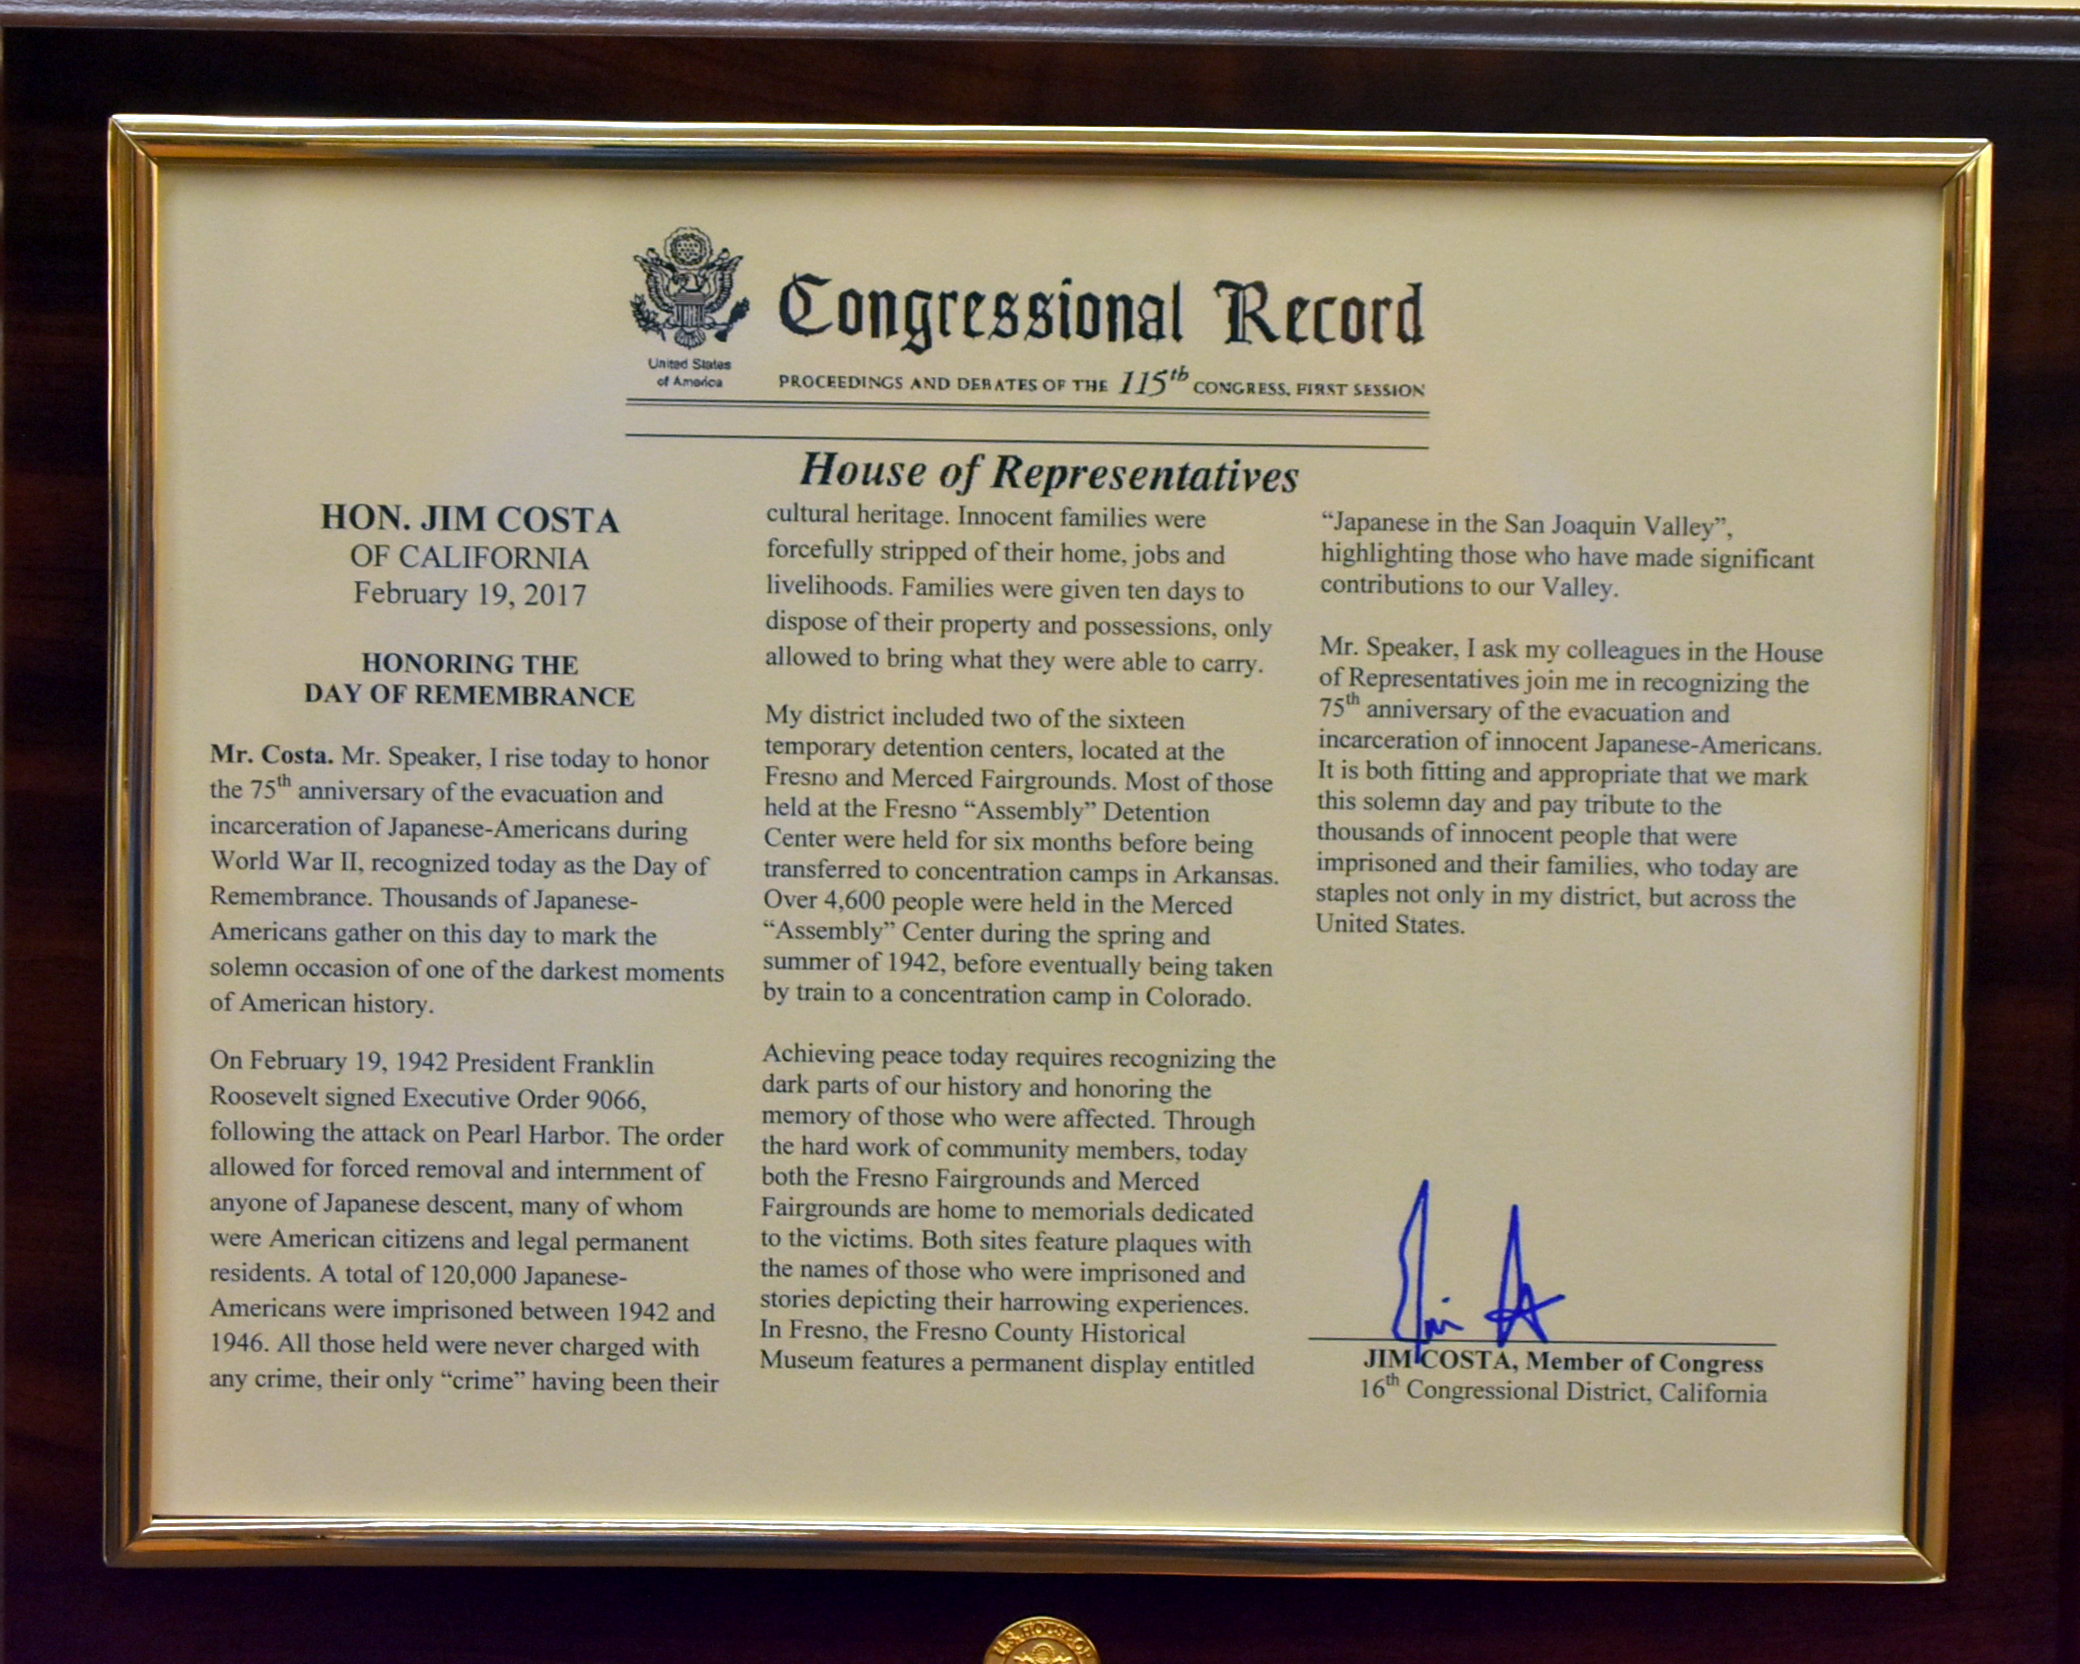 United States
of America
Congressional Record
PROCEEDINGS AND DEBATES OF THE 115th CONGRESS, FIRST SESSION
House of Representatives
HON. JIM COSTA
OF CALIFORNIA
February 19, 2017
HONORING THE
DAY OF REMEMBRANCE
Mr. Costa. Mr. Speaker, I rise today to honor
the 75th anniversary of the evacuation and
incarceration of Japanese-Americans during
World War II, recognized today as the Day of
Remembrance. Thousands of Japanese-
Americans gather on this day to mark the
solemn occasion of one of the darkest moments
of American history.
On February 19, 1942 President Franklin
Roosevelt signed Executive Order 9066,
following the attack on Pearl Harbor. The order
allowed for forced removal and internment of
anyone of Japanese descent, many of whom
were American citizens and legal permanent
residents. A total of 120,000 Japanese-
Americans were imprisoned between 1942 and
1946. All those held were never charged with
any crime, their only “crime” having been their
cultural heritage. Innocent families were
forcefully stripped of their home, jobs and
livelihoods. Families were given ten days to
dispose of their property and possessions, only
allowed to bring what they were able to carry.
My district included two of the sixteen
temporary detention centers, located at the
Fresno and Merced Fairgrounds. Most of those
held at the Fresno “Assembly” Detention
Center were held for six months before being
transferred to concentration camps in Arkansas.
Over 4,600 people were held in the Merced
“Assembly” Center during the spring and
summer of 1942, before eventually being taken
by train to a concentration camp in Colorado.
Achieving peace today requires recognizing the
dark parts of our history and honoring the
memory of those who were affected. Through
the hard work of community members, today
both the Fresno Fairgrounds and Merced
Fairgrounds are home to memorials dedicated
to the victims. Both sites feature plaques with
the names of those who were imprisoned and
stories depicting their harrowing experiences.
In Fresno, the Fresno County Historical
Museum features a permanent display entitled
“Japanese in the San Joaquin Valley”,
highlighting those who have made significant
contributions to our Valley.
Mr. Speaker, I ask my colleagues in the House
of Representatives join me in recognizing the
75th anniversary of the evacuation and
incarceration of innocent Japanese-Americans.
It is both fitting and appropriate that we mark
this solemn day and pay tribute to the
thousands of innocent people that were
imprisoned and their families, who today are
staples not only in my district, but across the
United States.
JIM COSTA, Member of Congress
16th Congressional District, California
U.S. HOUSE OF